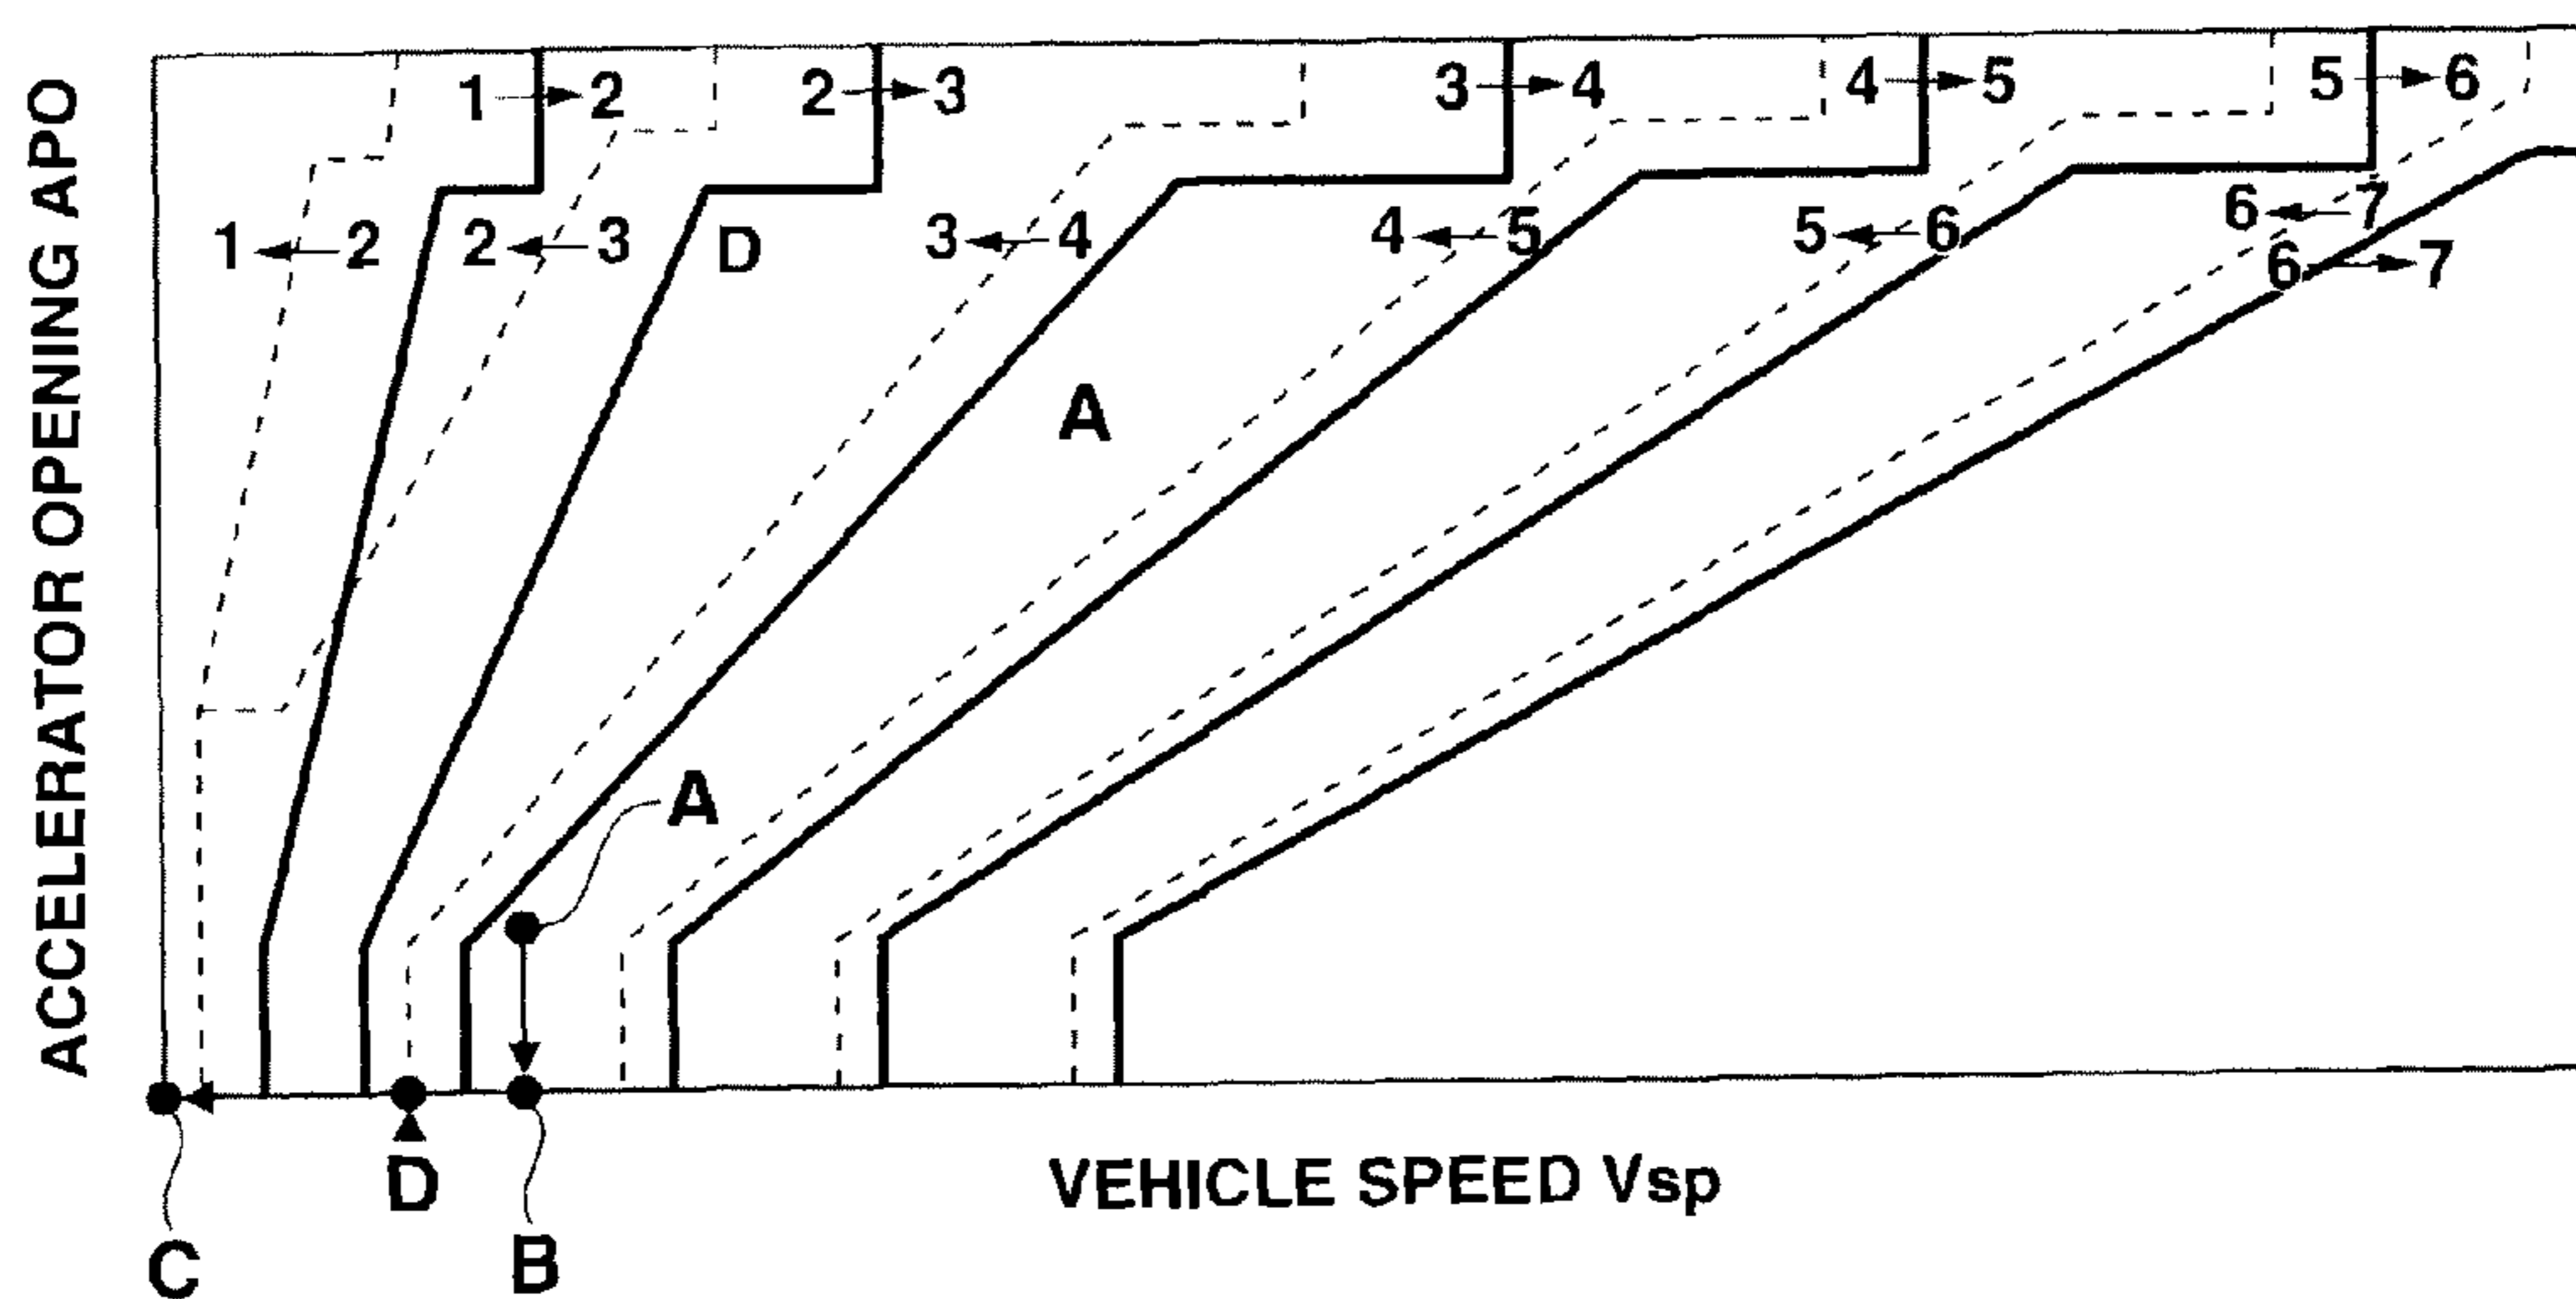 ACCELERATOR OPENING APO
1→2
2→3
3→4
4→5
5→6
1←2
2←3
D
3←4
4←5
5←6
6←7
6→7
A
A
D
C
B
VEHICLE SPEED Vsp